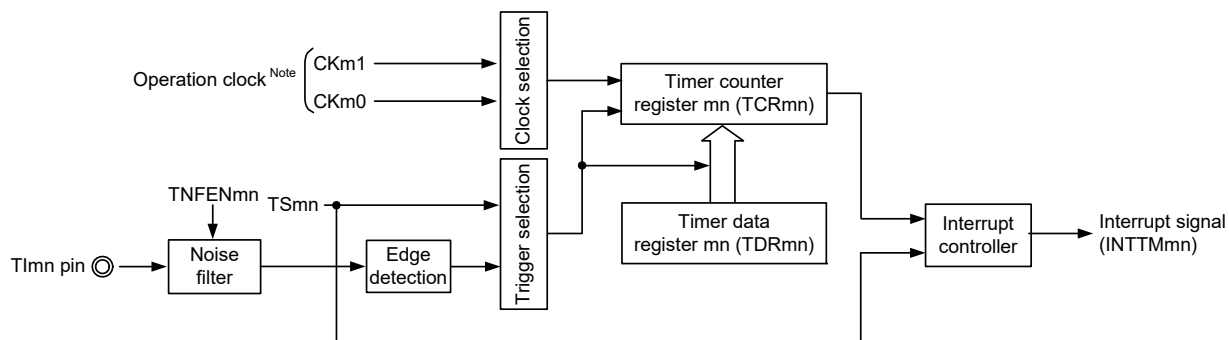 Operation clock Note
CKm1
CKm0
Clock selection
Timer counter
register mn (TCRmn)
TNFENmn
TSmn
Trigger selection
Timer data
register mn (TDRmn)
Interrupt
controller
Interrupt signal
(INTTMmn)
TImn pin
Noise
filter
Edge
detection